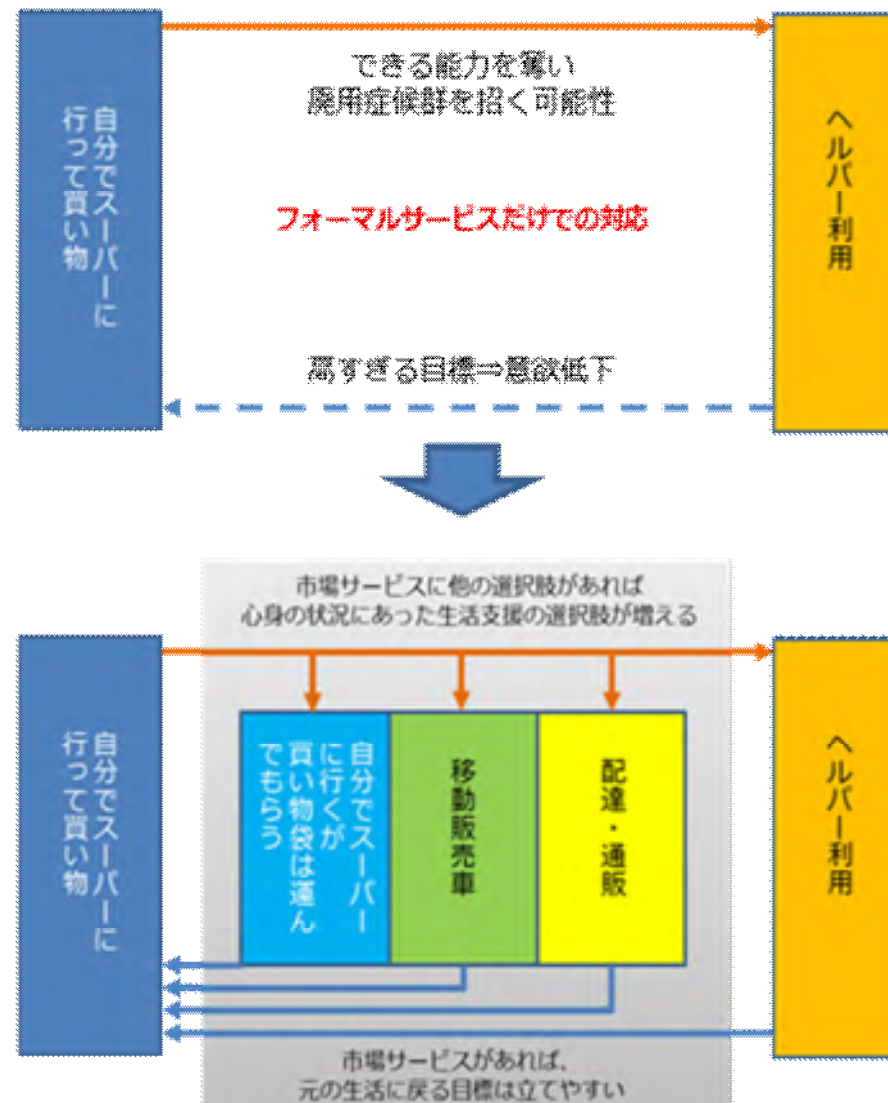 自分でスーパーに
行って買い物
できる能力を奪い
廃用症候群を招く可能性
フォーマルサービスだけでの対応
高すぎる目標⇒意欲低下
ヘルパー利用
市場サービスに他の選択肢があれば
心身の状況にあった生活支援の選択肢が増える
自分でスーパーに
行って買い物
自分でスーパー
に行くが
買い物袋は運ん
でもらう
移動販売車
配達・通販
ヘルパー利用
市場サービスがあれば、
元の生活に戻る目標は立てやすい